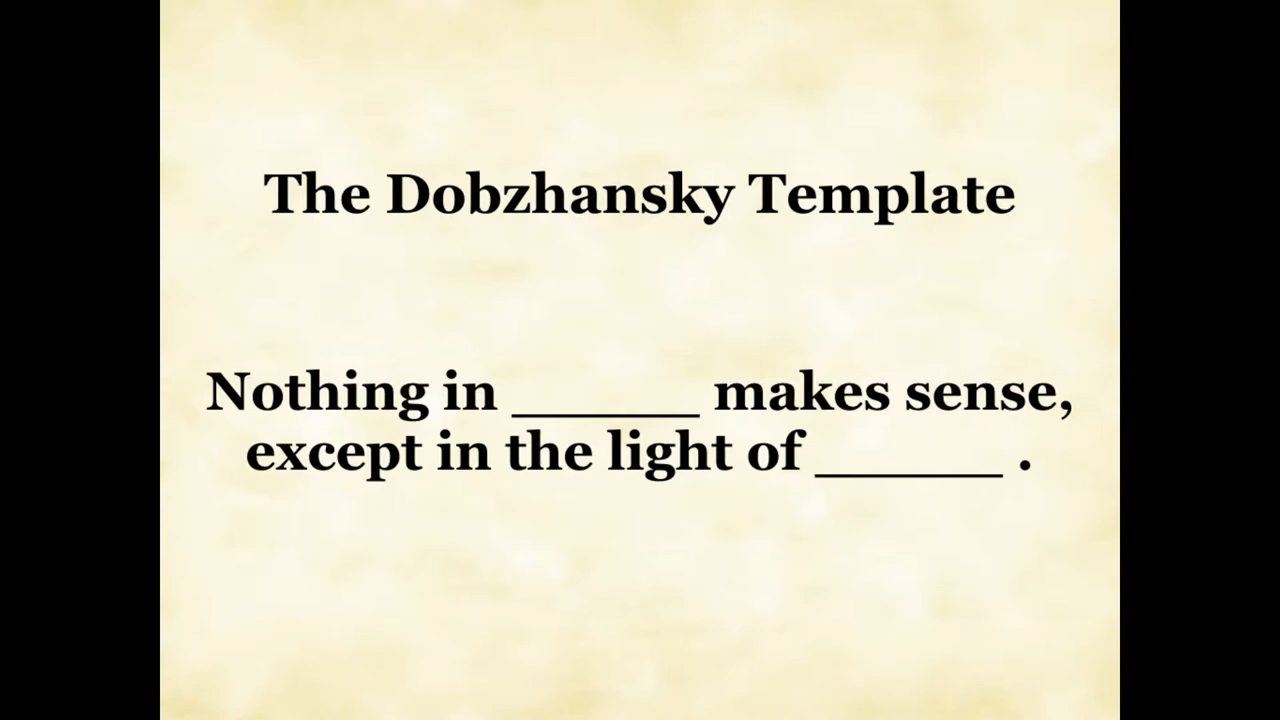 The Dobzhansky Template
Nothing in ______ makes sense,
except in the light of ______ .